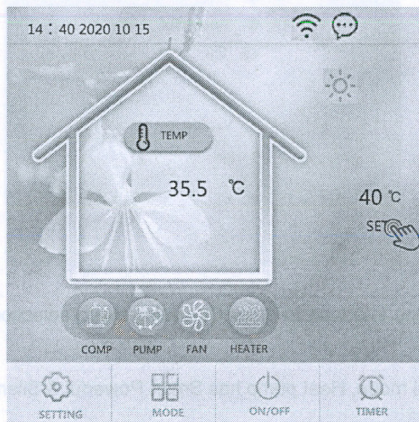 14 : 40 2020 10 15
TEMP
35.5 ℃
40 ℃
SET
COMP PUMP FAN HEATER
SETTING MODE ON/OFF TIMER